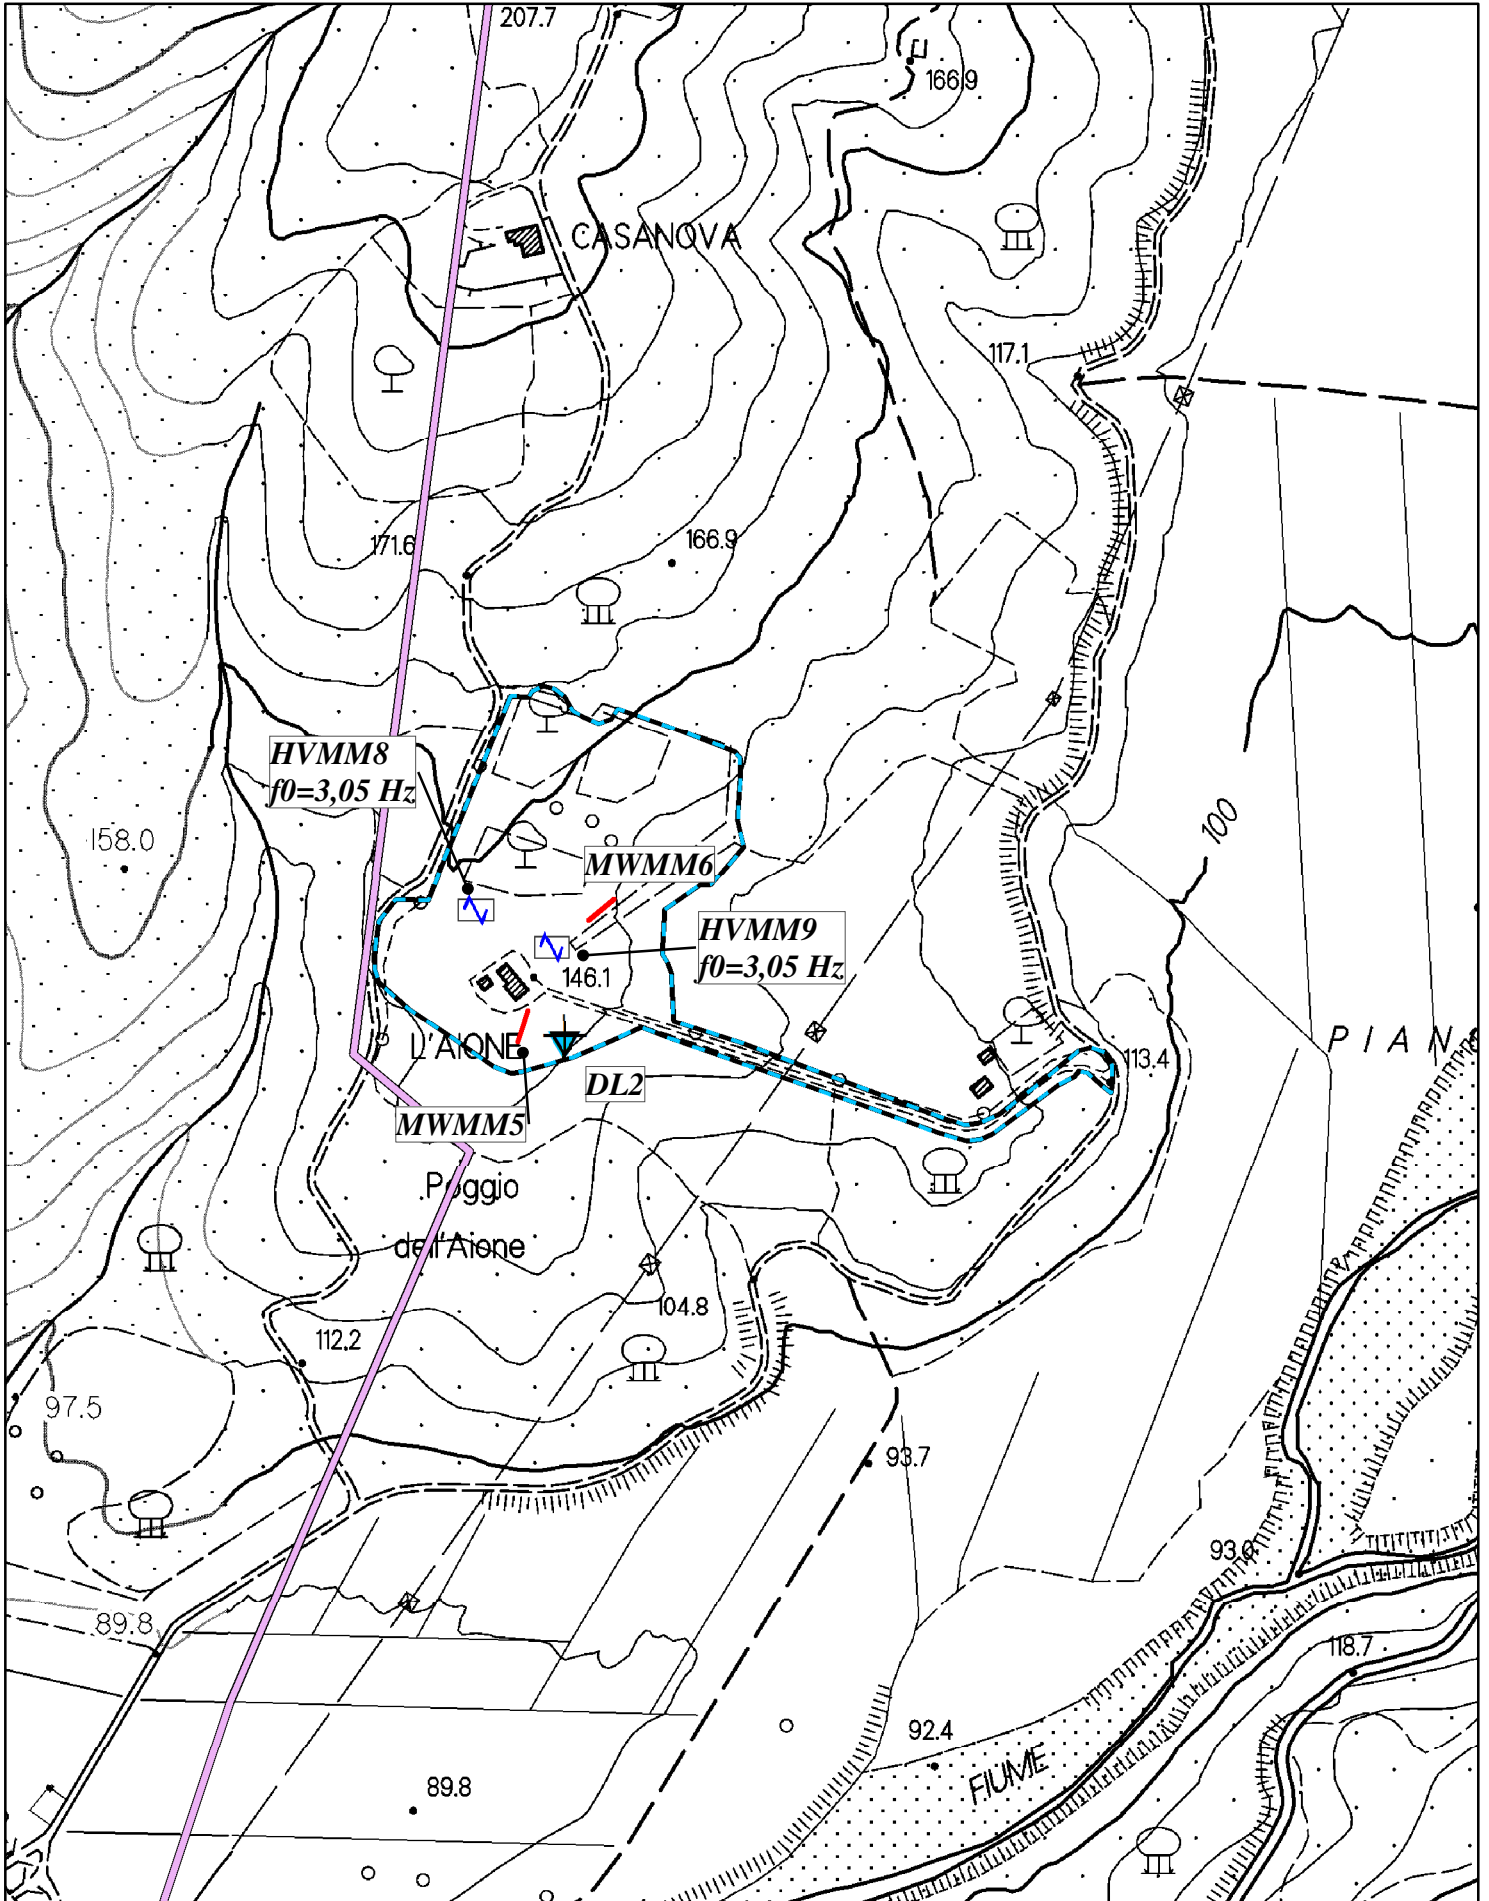 207.7
166.9
CASANOVA
117.1
171.6
166.9
HVMM8
f0=3,05 Hz
100
158.0
MWMM6
HVMM9
f0=3,05 Hz
146.1
L'AIONE
PIAN
113.4
DL2
MWMM5
Poggio
dell'Aione
104.8
112.2
97.5
93.7
93.0
89.8
118.7
92.4
FIUME
89.8